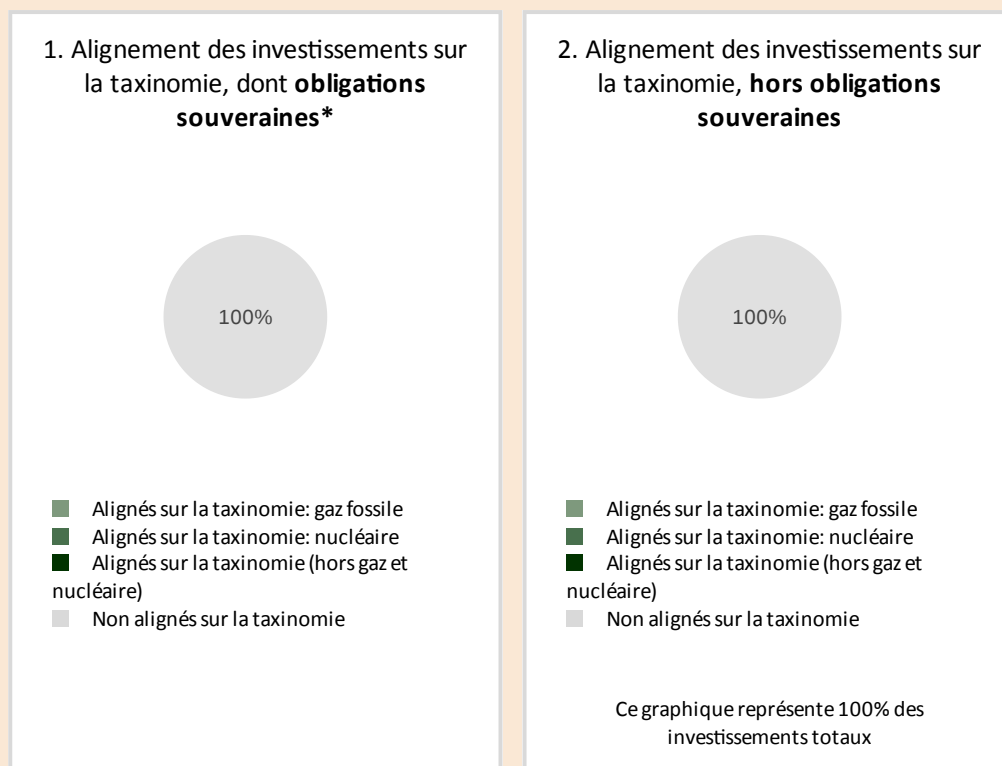 1. Alignement des investissements sur
la taxinomie, dont obligations
souveraines*
100%
Alignés sur la taxinomie: gaz fossile
Alignés sur la taxinomie: nucléaire
Alignés sur la taxinomie (hors gaz et
nucléaire)
Non alignés sur la taxinomie
2. Alignement des investissements sur
la taxinomie, hors obligations
souveraines
100%
Alignés sur la taxinomie: gaz fossile
Alignés sur la taxinomie: nucléaire
Alignés sur la taxinomie (hors gaz et
nucléaire)
Non alignés sur la taxinomie
Ce graphique représente 100% des
investissements totaux